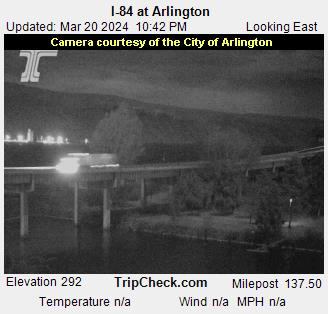 I-84 at Arlington
Updated: Mar 20 2024 10:42 PM Looking East
Camera courtesy of the City of Arlington
Elevation 292 TripCheck.com Milepost 137.50
Temperature n/a Wind n/a MPH n/a